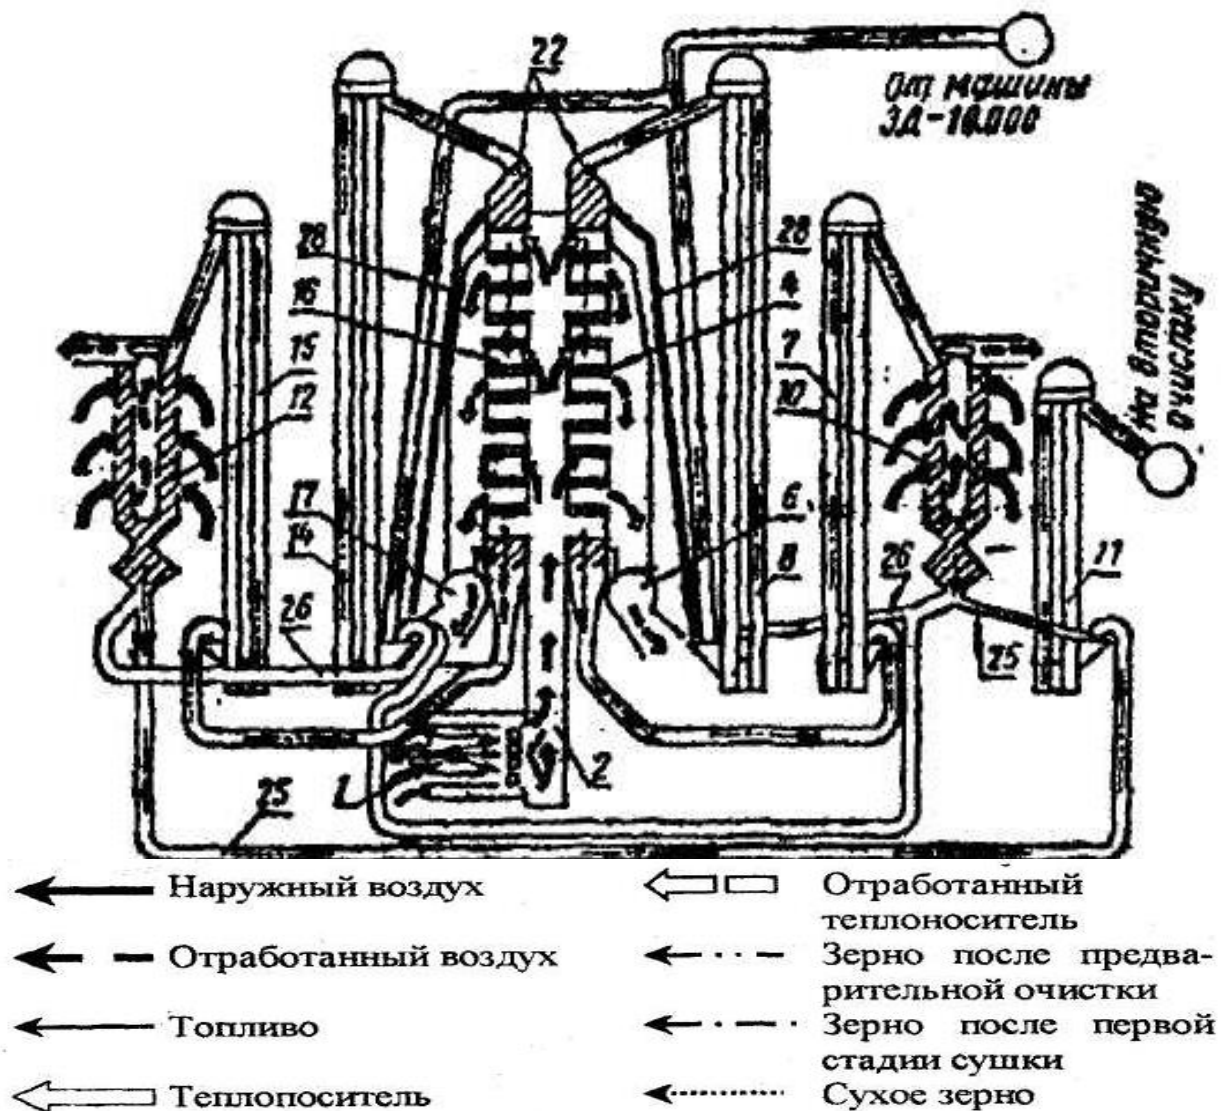 22
От машины
ЗД-10.000
На вторичную
очистку
28
28
16
4
15
7
12
10
17
6
14
8
26
11
26
25
1
2
25
Наружный воздух
Отработанный
теплоноситель
Отработанный воздух
Зерно после предва-
рительной очистки
Топливо
Зерно после первой
стадии сушки
Теплопоситель
Сухое зерно